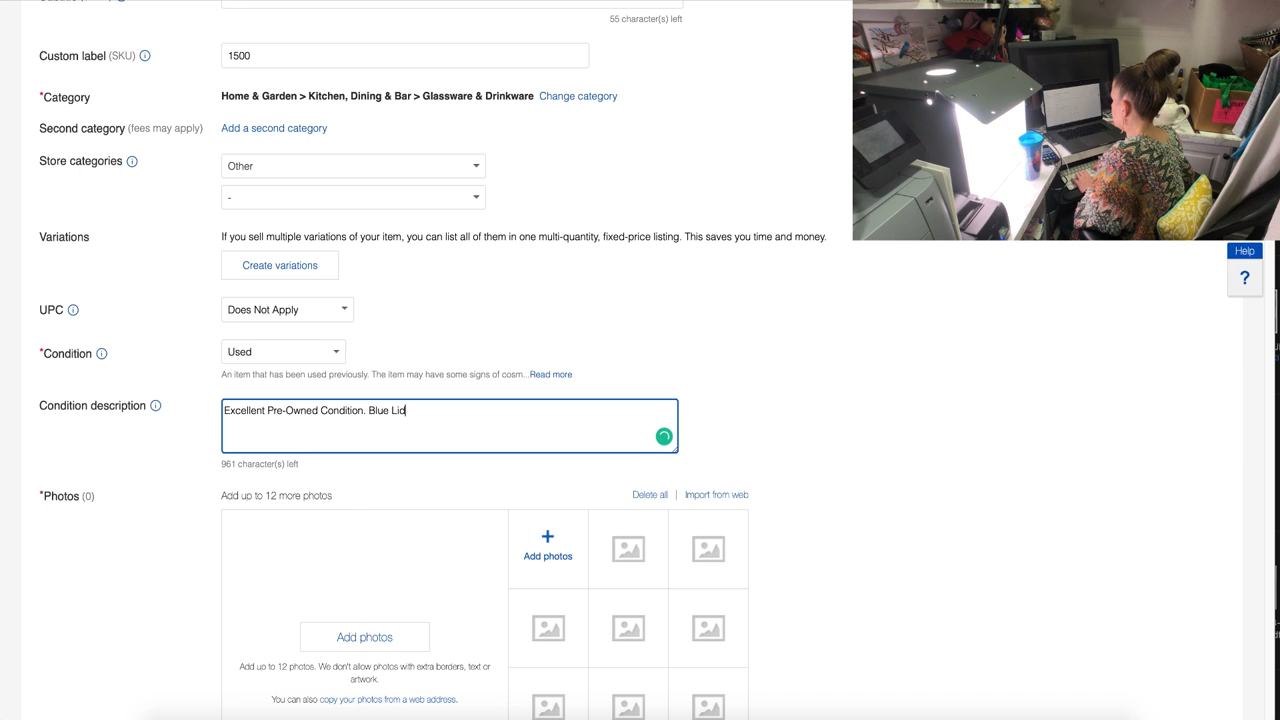 55 character(s) left
Custom label (SKU)
1500
*Category
Home & Garden > Kitchen, Dining & Bar > Glassware & Drinkware Change category
Second category (fees may apply)
Add a second category
Store categories
Other
-
Variations
If you sell multiple variations of your item, you can list all of them in one multi-quantity, fixed-price listing. This saves you time and money.
Create variations
Help
?
UPC
Does Not Apply
*Condition
Used
An item that has been used previously. The item may have some signs of cosm...Read more
Condition description
Excellent Pre-Owned Condition. Blue Lid
961 character(s) left
*Photos (0)
Add up to 12 more photos
Delete all | Import from web
+
Add photos
Add photos
Add up to 12 photos. We don't allow photos with extra borders, text or
artwork.
You can also copy your photos from a web address.